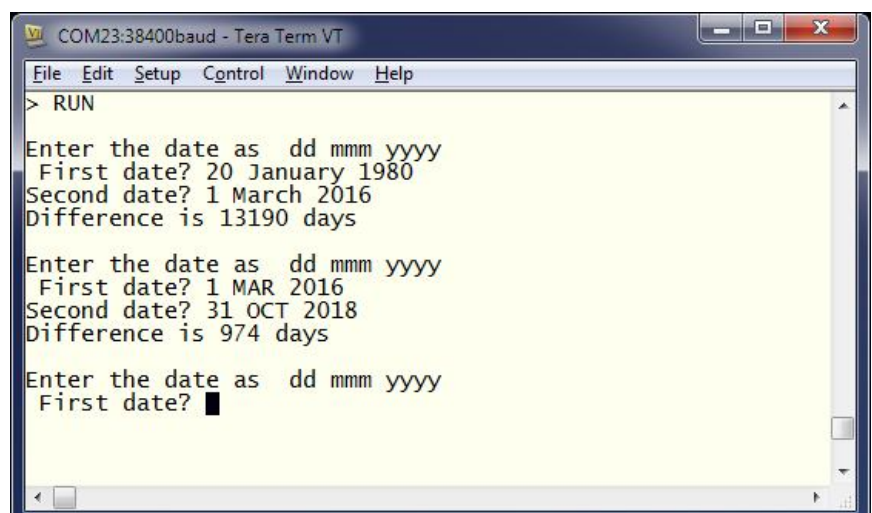 COM23:38400baud - Tera Term VT
File Edit Setup Control Window Help
> RUN
Enter the date as  dd mmm yyyy
 First date? 20 January 1980
Second date? 1 March 2016
Difference is 13190 days
Enter the date as  dd mmm yyyy
 First date? 1 MAR 2016
Second date? 31 OCT 2018
Difference is 974 days
Enter the date as  dd mmm yyyy
 First date?